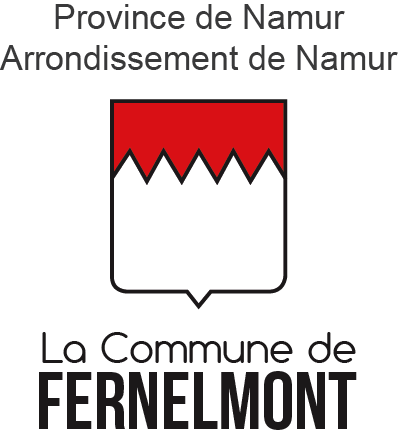 Province de Namur
Arrondissement de Namur
La Commune de
FERNELMONT